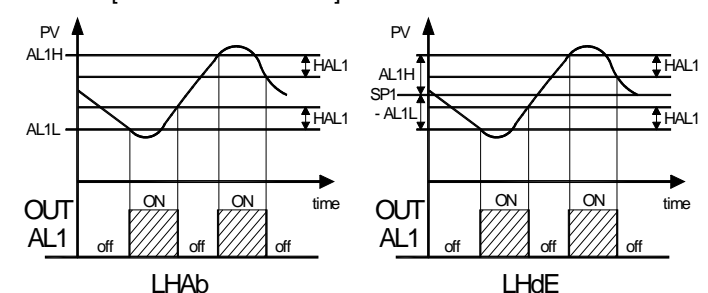 PV
AL1H
HAL1
HAL1
AL1L
time
OUT
AL1
off
ON
off
ON
off
LHAb
PV
AL1H
SP1
- AL1L
HAL1
HAL1
time
OUT
AL1
off
ON
off
ON
off
LHdE